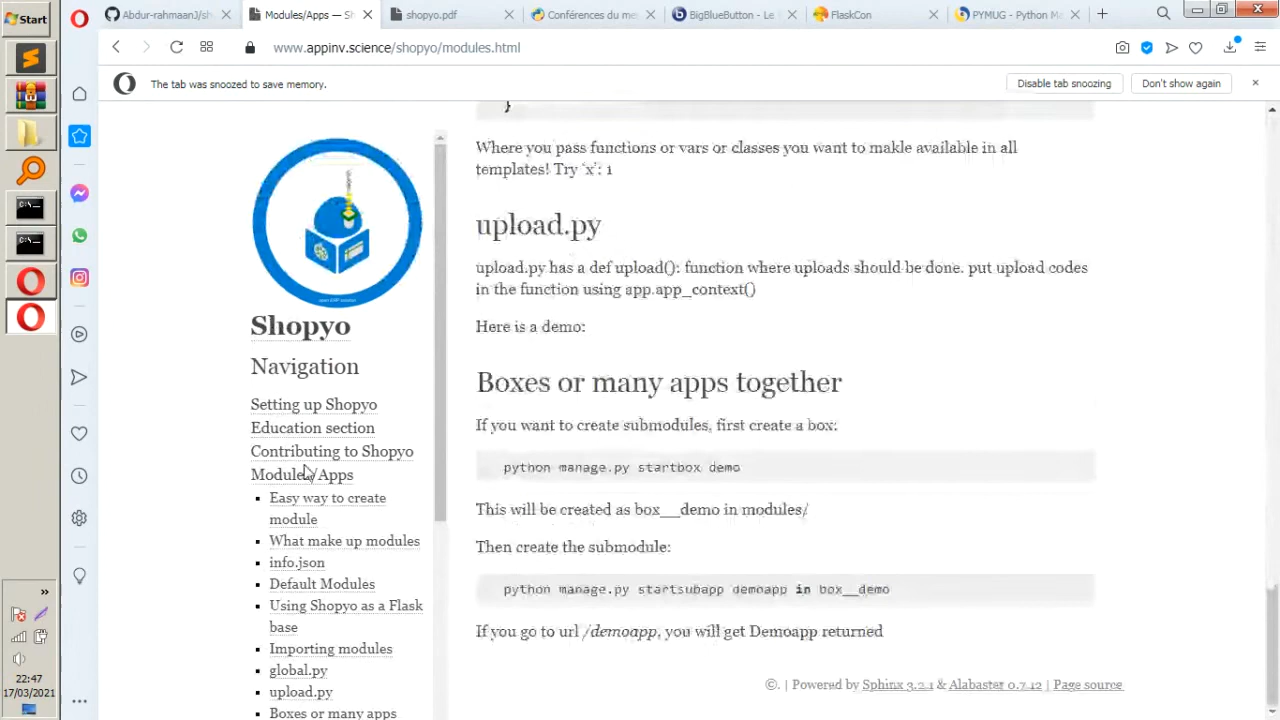 Start
Abdur-rahmaanJ/sh
Modules/Apps — Sh
shopyo.pdf
Conférences du me
BigBlueButton - Le
FlaskCon
PYMUG - Python M
www.appinv.science/shopyo/modules.html
The tab was snoozed to save memory.
Disable tab snoozing
Don't show again
}
Where you pass functions or vars or classes you want to makle available in all
templates! Try 'x': 1
upload.py
upload.py has a def upload(): function where uploads should be done. put upload codes
in the function using app.app_context()
Here is a demo:
Boxes or many apps together
If you want to create submodules, first create a box:
python manage.py startbox demo
This will be created as box__demo in modules/
Then create the submodule:
python manage.py startsubapp demoapp in box__demo
If you go to url /demoapp, you will get Demoapp returned
©. | Powered by Sphinx 3.2.1 & Alabaster 0.7.12 | Page source
open ERP solution
Shopyo
Navigation
Setting up Shopyo
Education section
Contributing to Shopyo
Modules/Apps
Easy way to create
module
What make up modules
info.json
Default Modules
Using Shopyo as a Flask
base
Importing modules
global.py
upload.py
Boxes or many apps
22:47
17/03/2021